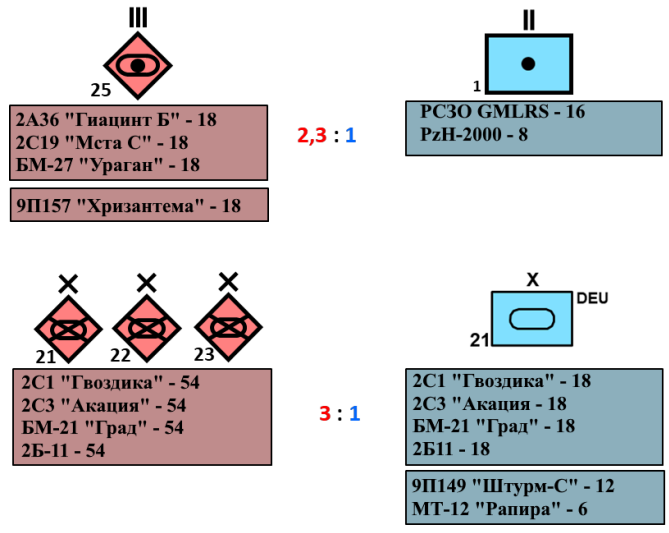 III
25
2А36 "Гиацинт Б" - 18
2С19 "Мста С" - 18
БМ-27 "Ураган" - 18
9П157 "Хризантема" - 18
2,3 : 1
II
1
РСЗО GMLRS - 16
PzH-2000 - 8
X X X
21 22 23
2С1 "Гвоздика" - 54
2С3 "Акация" - 54
БМ-21 "Град" - 54
2Б-11 - 54
3 : 1
X
DEU
21
2С1 "Гвоздика" - 18
2С3 "Акация - 18
БМ-21 "Град" - 18
2Б11 - 18
9П149 "Штурм-С" - 12
МТ-12 "Рапира" - 6